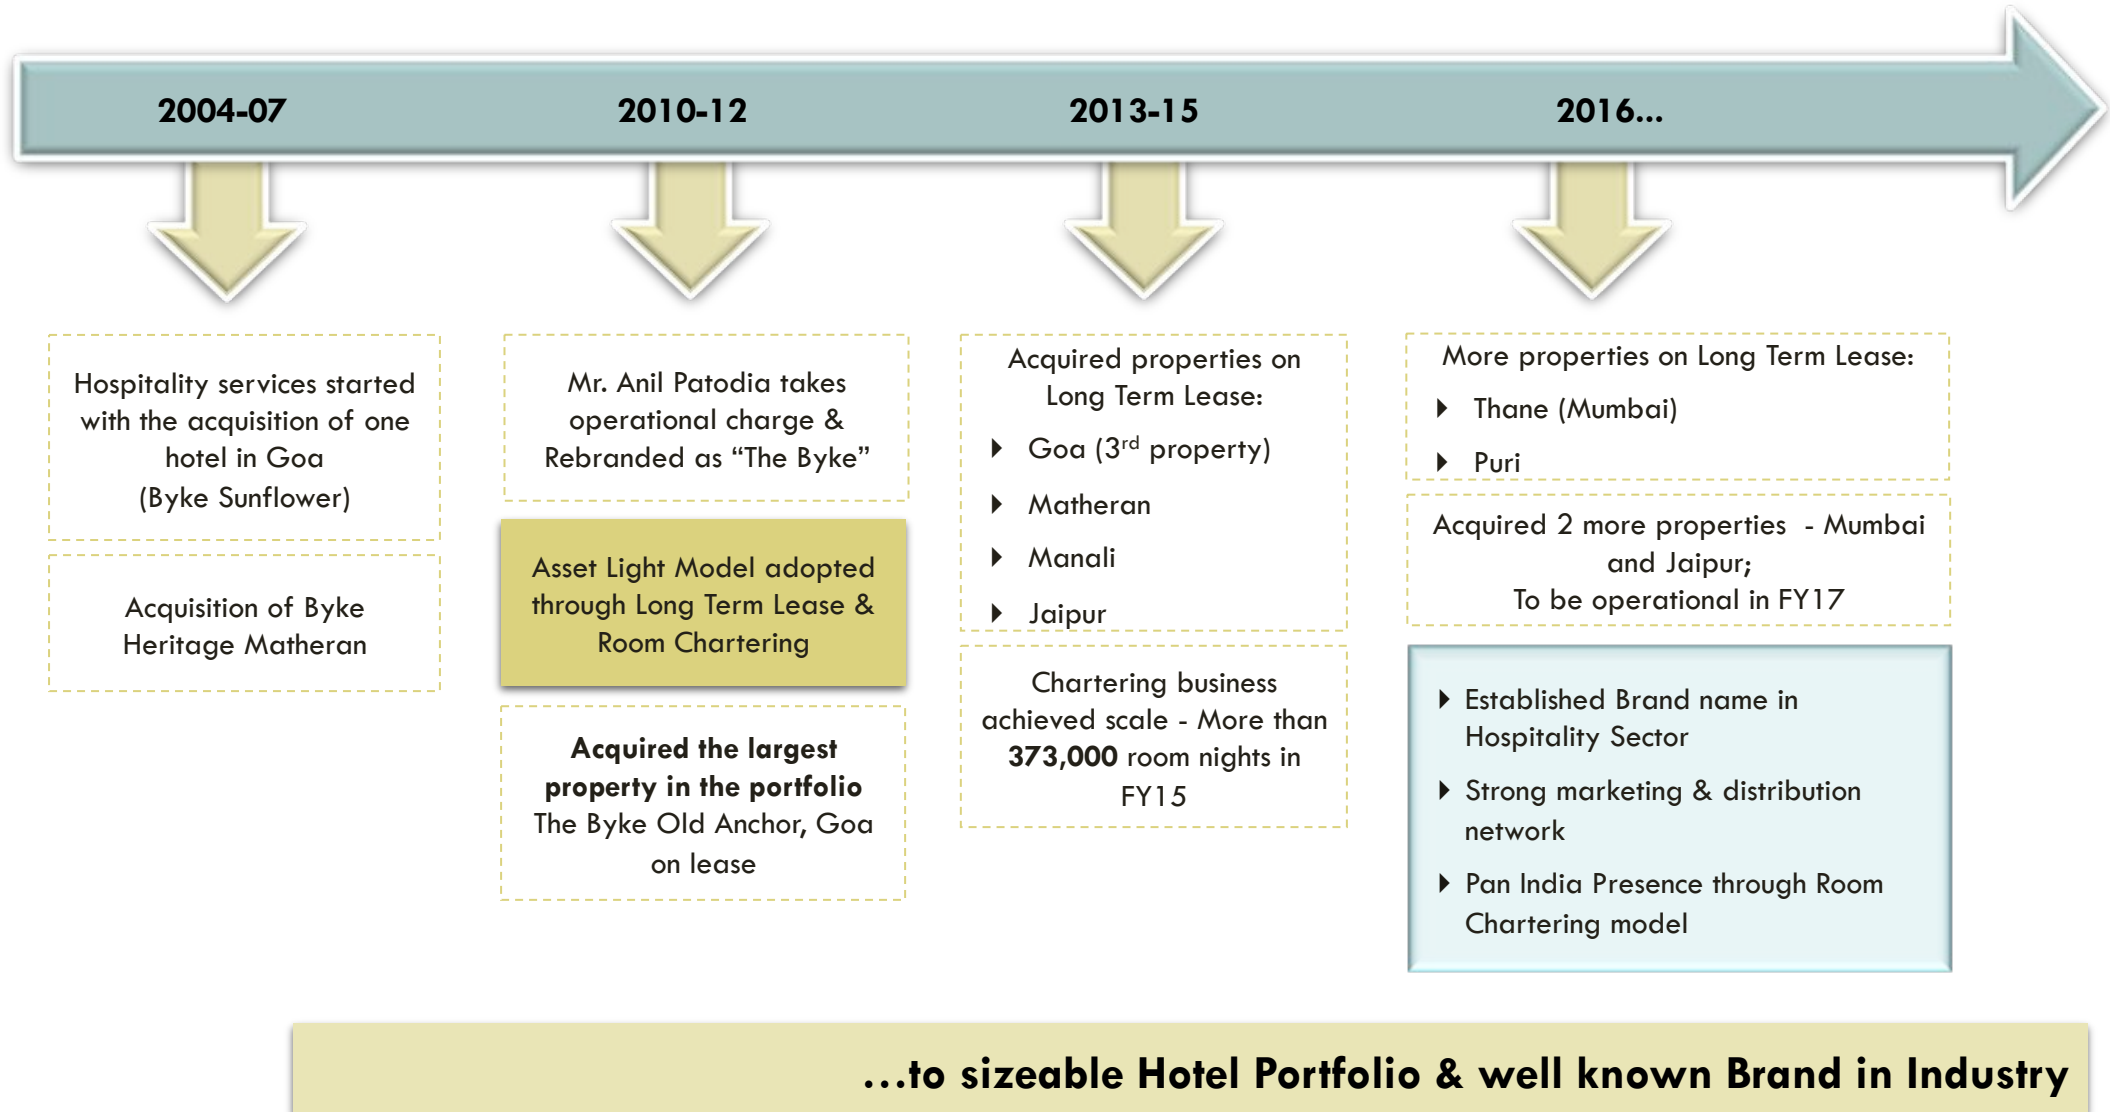 2004-07
2010-12
2013-15
2016...
Hospitality services started
with the acquisition of one
hotel in Goa
(Byke Sunflower)
Acquisition of Byke
Heritage Matheran
Mr. Anil Patodia takes
operational charge &
Rebranded as “The Byke”
Asset Light Model adopted
through Long Term Lease &
Room Chartering
Acquired the largest
property in the portfolio
The Byke Old Anchor, Goa
on lease
Acquired properties on
Long Term Lease:
Goa (3rd property)
Matheran
Manali
Jaipur
Chartering business
achieved scale - More than
373,000 room nights in
FY15
More properties on Long Term Lease:
Thane (Mumbai)
Puri
Acquired 2 more properties - Mumbai
and Jaipur;
To be operational in FY17
Established Brand name in
Hospitality Sector
Strong marketing & distribution
network
Pan India Presence through Room
Chartering model
...to sizeable Hotel Portfolio & well known Brand in Industry